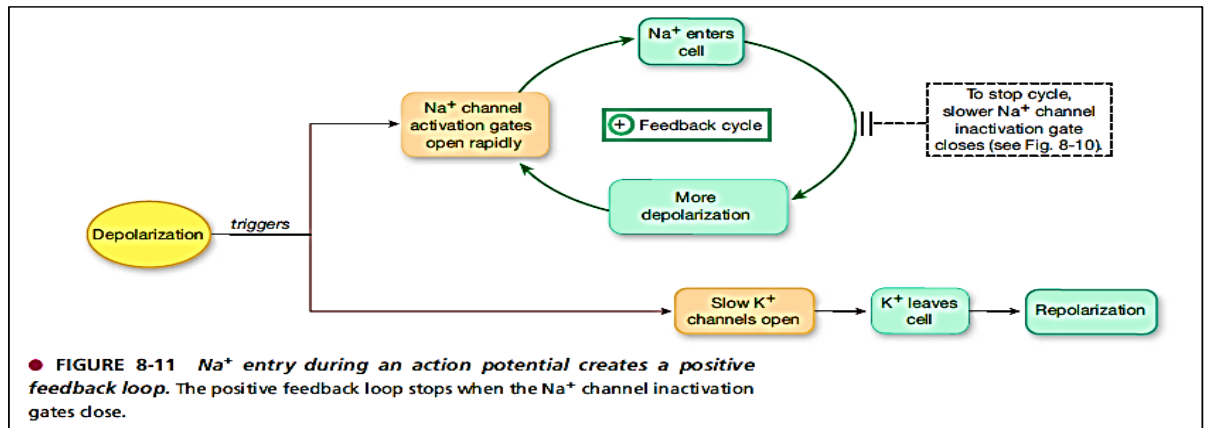 Na⁺ enters
cell
Na⁺ channel
activation gates
open rapidly
+ Feedback cycle
To stop cycle,
slower Na⁺ channel
inactivation gate
closes (see Fig. 8-10).
More
depolarization
Depolarization
triggers
Slow K⁺
channels open
K⁺ leaves
cell
Repolarization
● FIGURE 8-11 Na⁺ entry during an action potential creates a positive
feedback loop. The positive feedback loop stops when the Na⁺ channel inactivation
gates close.